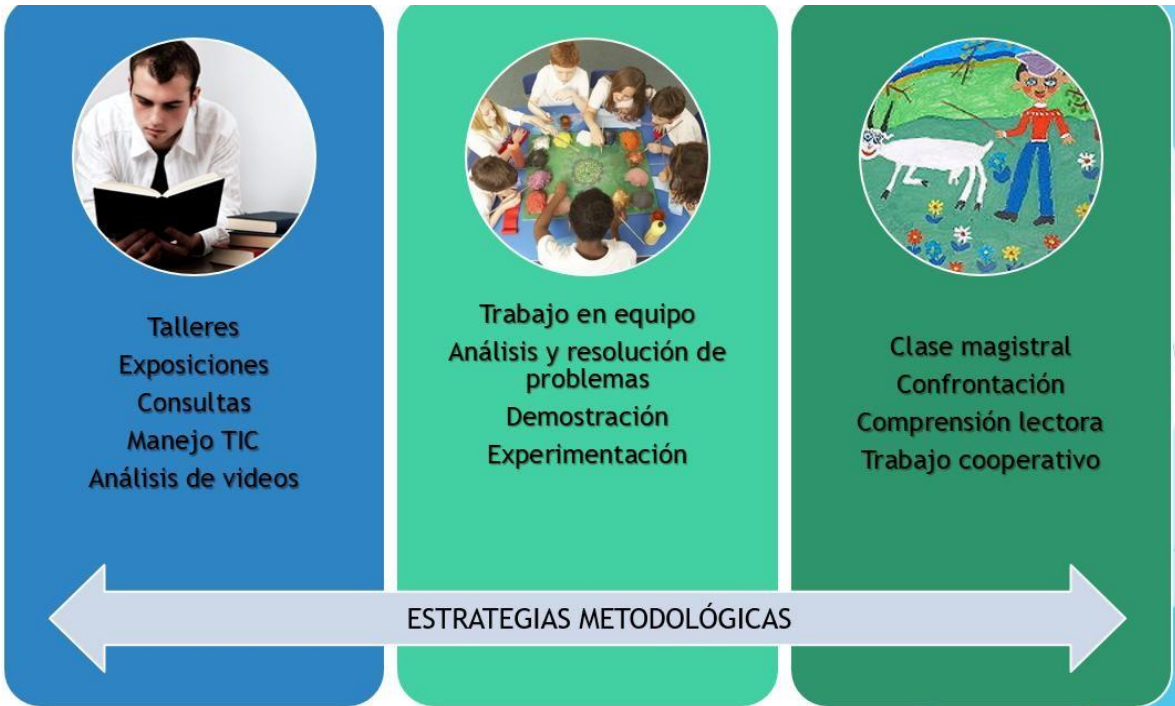 Talleres
Exposiciones
Consultas
Manejo TIC
Análisis de videos
Trabajo en equipo
Análisis y resolución de
problemas
Demostración
Experimentación
Clase magistral
Confrontación
Comprensión lectora
Trabajo cooperativo
ESTRATEGIAS METODOLÓGICAS